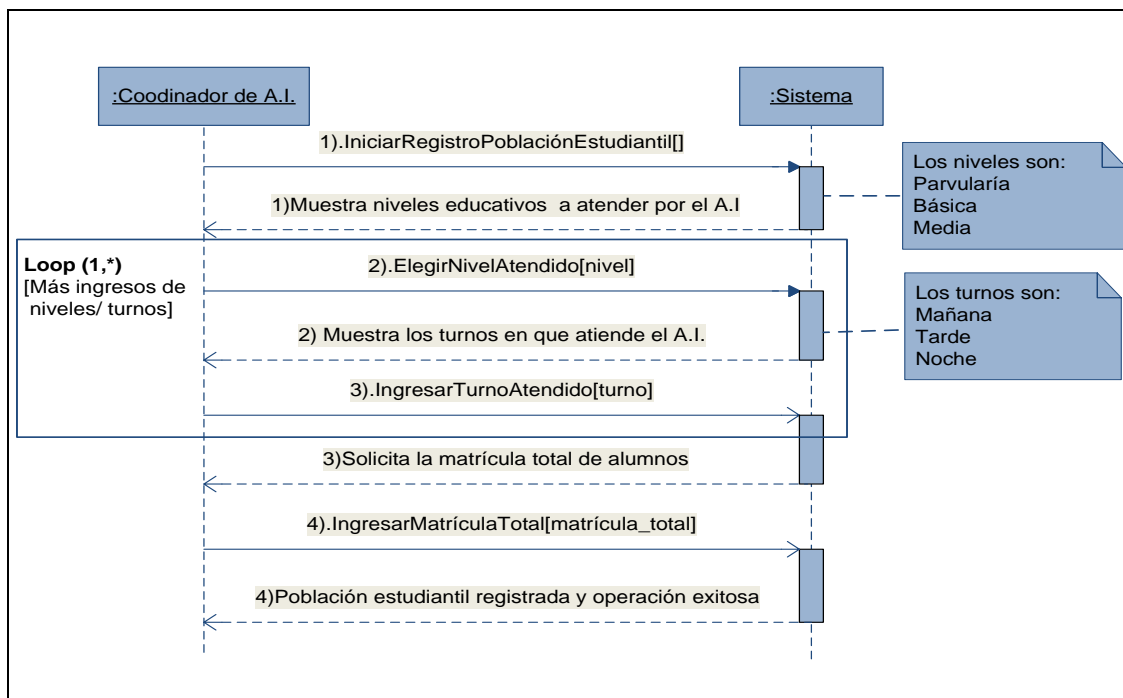 :Coodinador de A.I.
:Sistema
1).IniciarRegistroPoblaciónEstudiantil[]
Los niveles son:
Parvularía
Básica
Media
1)Muestra niveles educativos a atender por el A.I
Loop (1,*)
[Más ingresos de
niveles/ turnos]
2).ElegirNivelAtendido[nivel]
Los turnos son:
Mañana
Tarde
Noche
2) Muestra los turnos en que atiende el A.I.
3).IngresarTurnoAtendido[turno]
3)Solicita la matrícula total de alumnos
4).IngresarMatrículaTotal[matrícula_total]
4)Población estudiantil registrada y operación exitosa